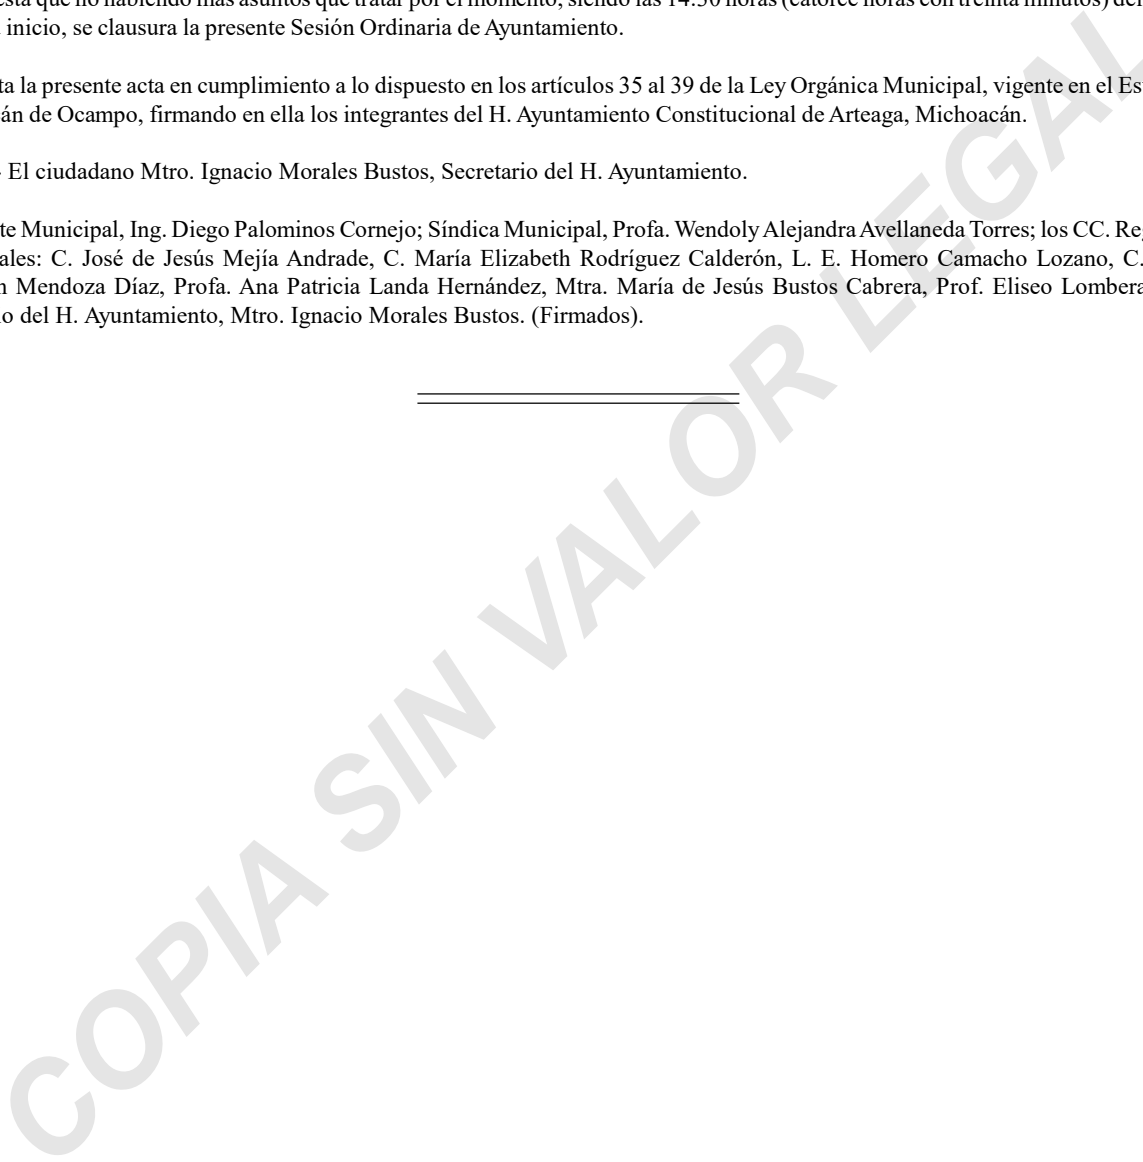 esta que no habiendo más asuntos que tratar por el momento, siendo las 14:30 horas (catorce horas con treinta minutos) del
inicio, se clausura la presente Sesión Ordinaria de Ayuntamiento.
ta la presente acta en cumplimiento a lo dispuesto en los artículos 35 al 39 de la Ley Orgánica Municipal, vigente en el Es
án de Ocampo, firmando en ella los integrantes del H. Ayuntamiento Constitucional de Arteaga, Michoacán.
- El ciudadano Mtro. Ignacio Morales Bustos, Secretario del H. Ayuntamiento.
te Municipal, Ing. Diego Palominos Cornejo; Síndica Municipal, Profa. Wendoly Alejandra Avellaneda Torres; los CC. Re
ales: C. José de Jesús Mejía Andrade, C. María Elizabeth Rodríguez Calderón, L. E. Homero Camacho Lozano, C.
n Mendoza Díaz, Profa. Ana Patricia Landa Hernández, Mtra. María de Jesús Bustos Cabrera, Prof. Eliseo Lombera
io del H. Ayuntamiento, Mtro. Ignacio Morales Bustos. (Firmados).
COPIA SIN VALOR LEGAL